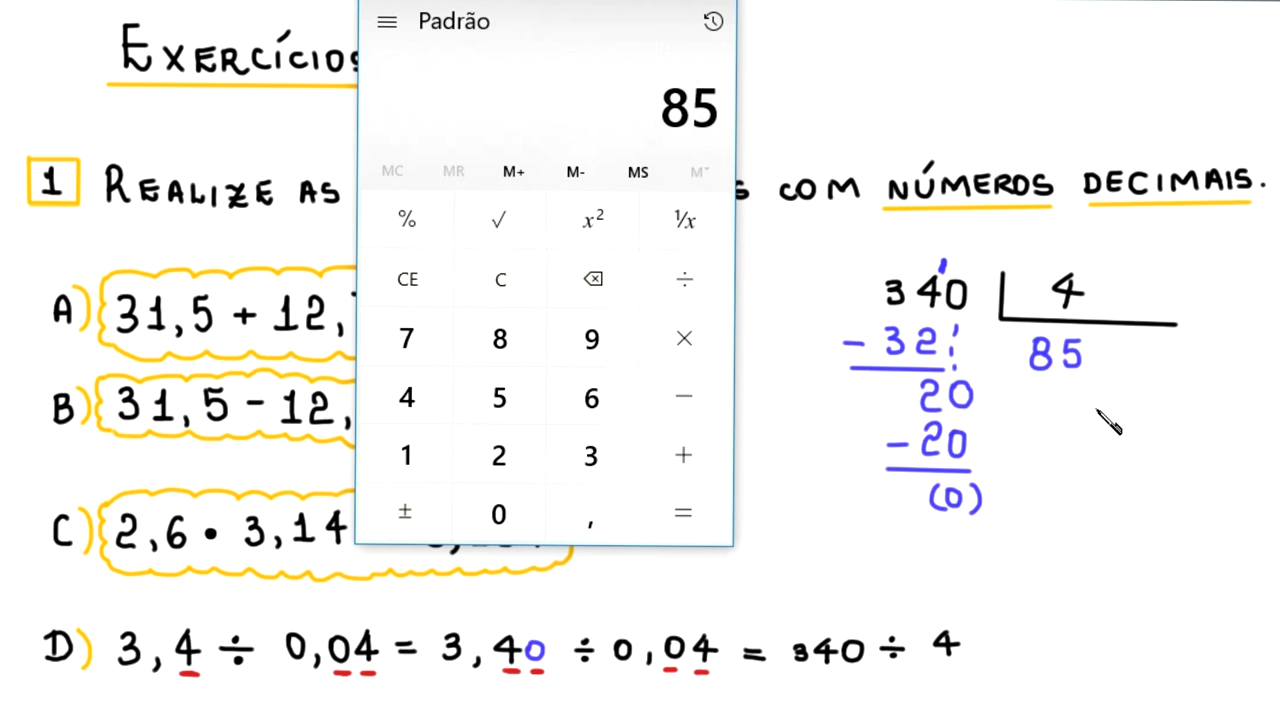 EXERCÍCIOS
1 REALIZE AS
COM NÚMEROS DECIMAIS.
A) 31,5 + 12,
B) 31,5 - 12,
C) 2,6 • 3,14
D) 3,4 ÷ 0,04 = 3,40 ÷ 0,04 = 340 ÷ 4
Padrão
85
MC MR M+ M- MS M˅
% √ x² ¹/x
CE C ⌫ ÷
7 8 9 ×
4 5 6 −
1 2 3 +
± 0 , =
340 4
- 32 85
20
- 20
(0)